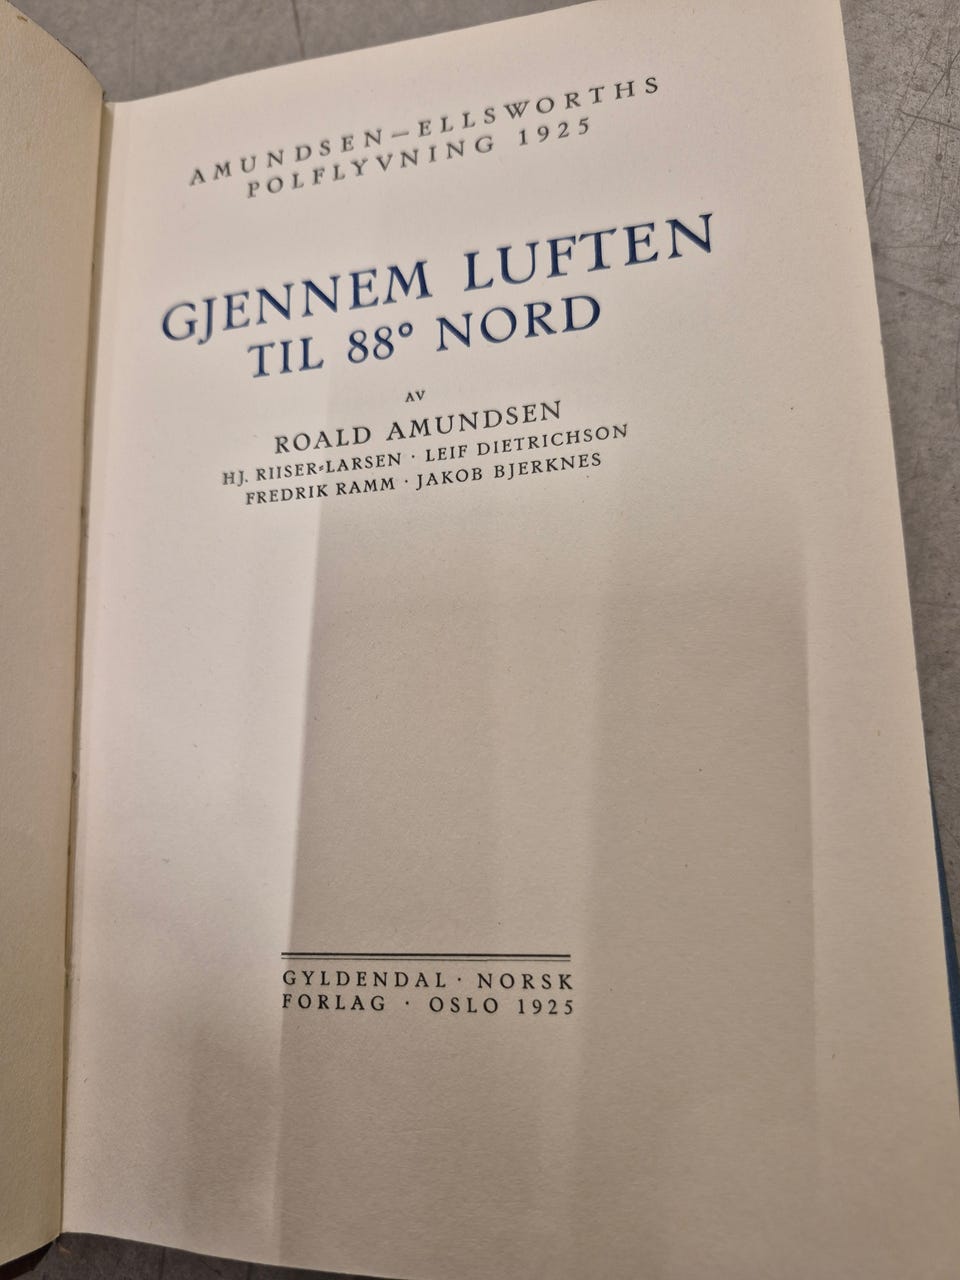 AMUNDSEN—ELLSWORTHS
POLFLYVNING 1925
GJENNEM LUFTEN
TIL 88° NORD
AV
ROALD AMUNDSEN
HJ. RIISER-LARSEN · LEIF DIETRICHSON
FREDRIK RAMM · JAKOB BJERKNES
GYLDENDAL · NORSK
FORLAG · OSLO 1925